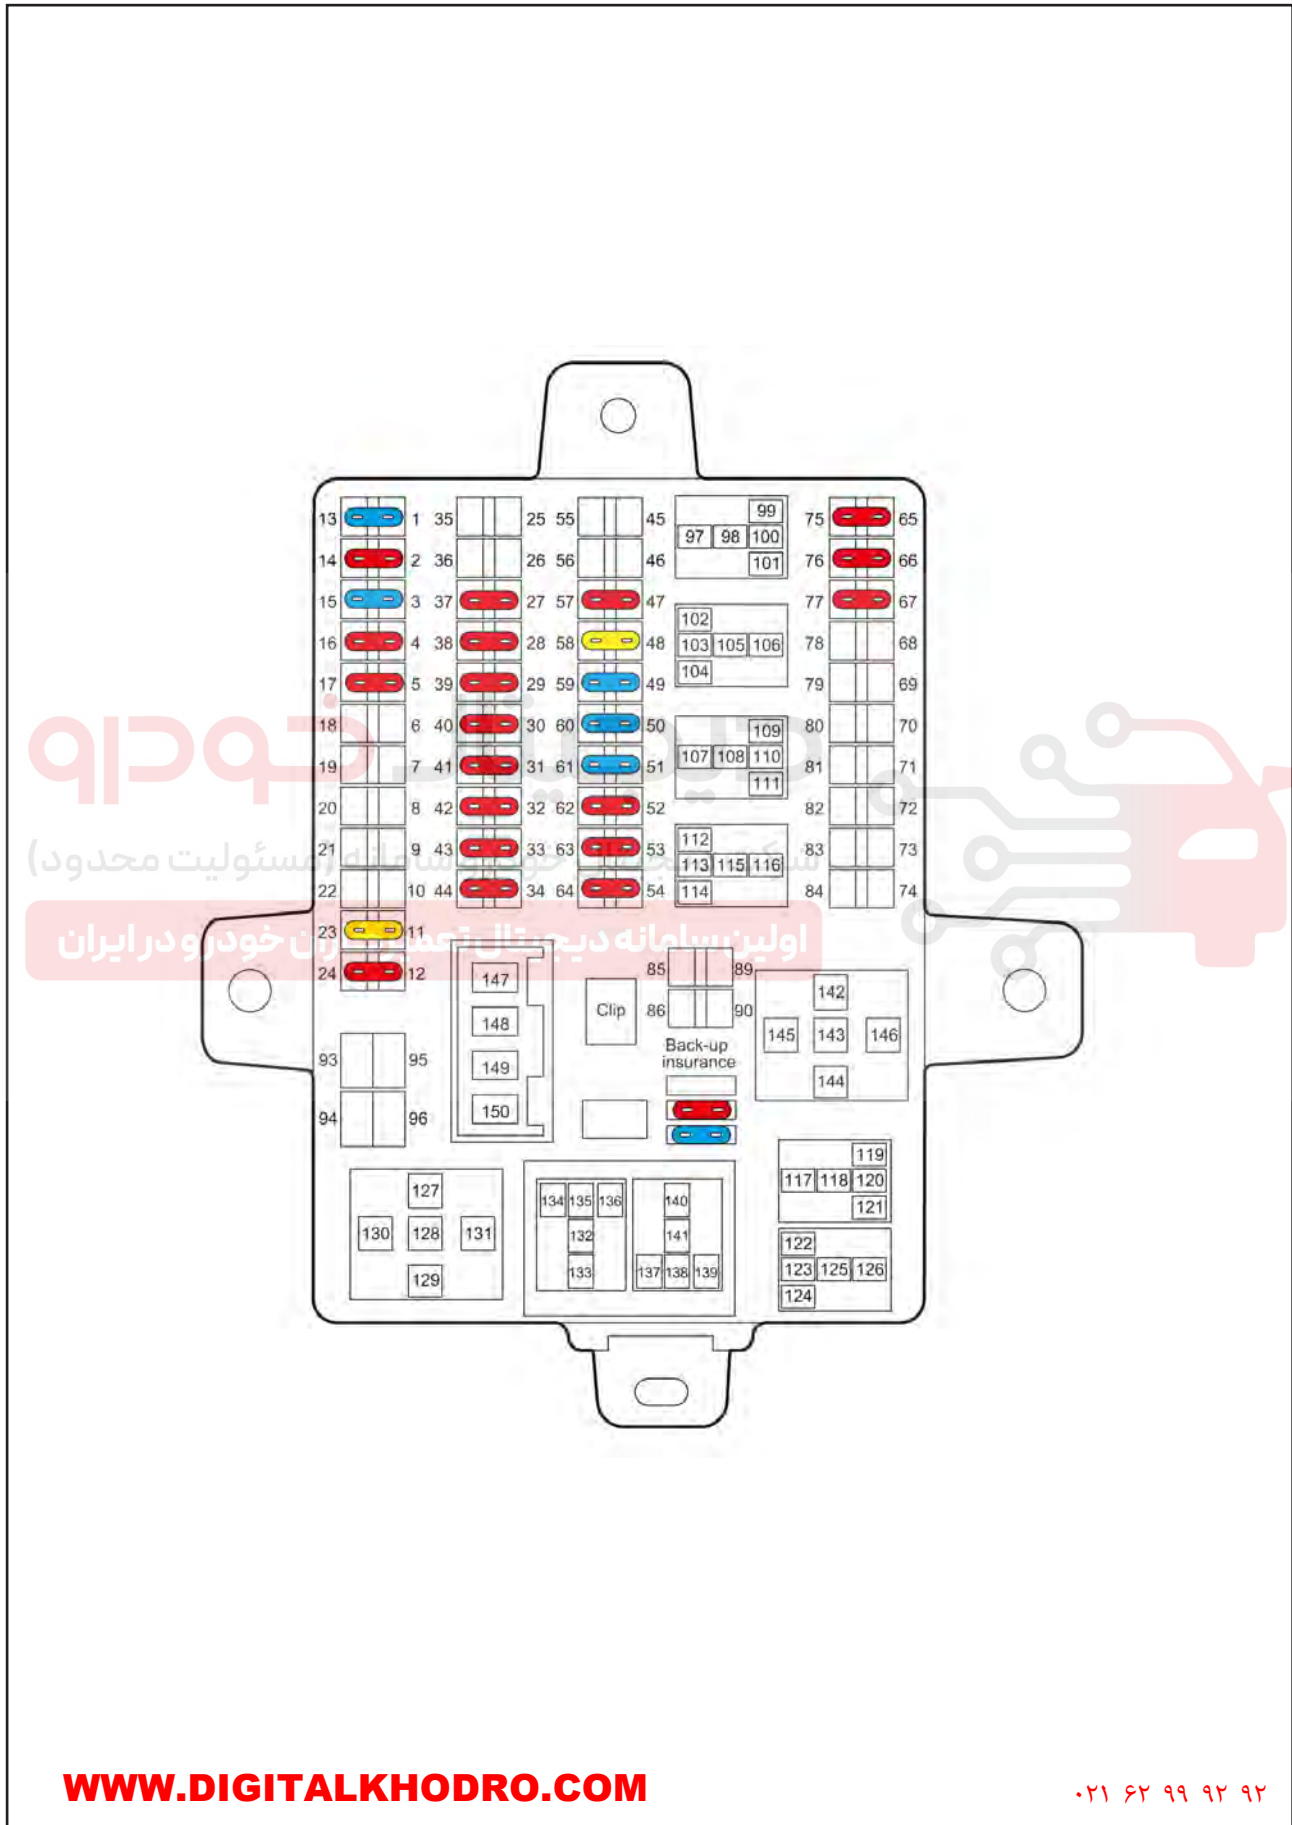 13 1 35 25 55 45 99 75 65
97 98 100
14 2 36 26 56 46 101 76 66
15 3 37 27 57 47 77 67
102
16 4 38 28 58 48 103 105 106 78 68
104
17 5 39 29 59 49 79 69
18 6 40 30 60 50 109 80 70
107 108 110
19 7 41 31 61 51 111 81 71
20 8 42 32 62 52 82 72
112
21 9 43 33 63 53 113 115 116 83 73
22 10 44 34 64 54 114 84 74
دیجیتال خودرو
شرکت دیجیتال خودرو سامانه (مسئولیت محدود)
اولین سامانه دیجیتال تعمیرکاران خودرو در ایران
23 11
24 12
147
148
149
150
Clip
85 89
86 90
Back-up
insurance
142
145 143 146
144
93 95
94 96
127
130 128 131
129
134 135 136
132
133
140
141
137 138 139
119
117 118 120
121
122
123 125 126
124
WWW.DIGITALKHODRO.COM
۰۲۱ ۶۲ ۹۹ ۹۲ ۹۲